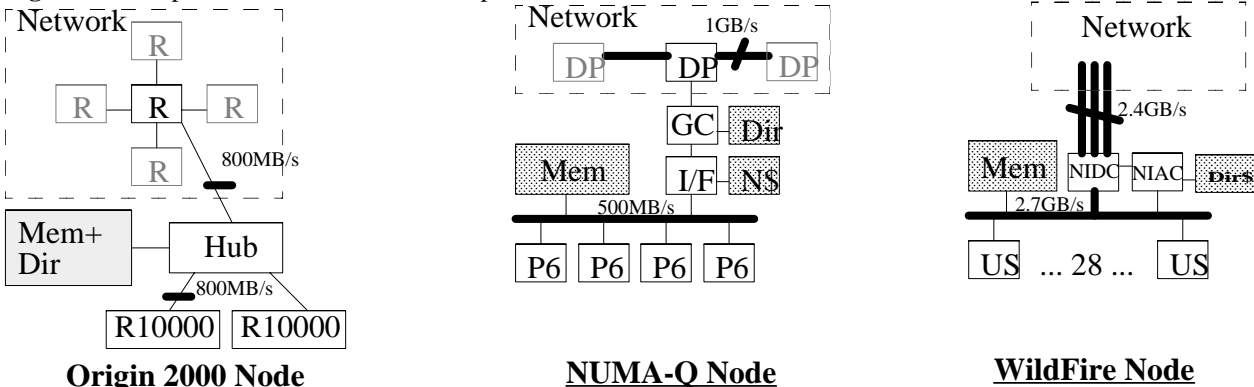 Network
R
R
R
R
R
800MB/s
Mem+
Dir
Hub
800MB/s
R10000
R10000
Origin 2000 Node
Network
1GB/s
DP
DP
DP
GC
Dir
Mem
I/F
N$
500MB/s
P6
P6
P6
P6
NUMA-Q Node
Network
2.4GB/s
Mem
NIDC
NIAC
Dir$
2.7GB/s
US
... 28 ...
US
WildFire Node